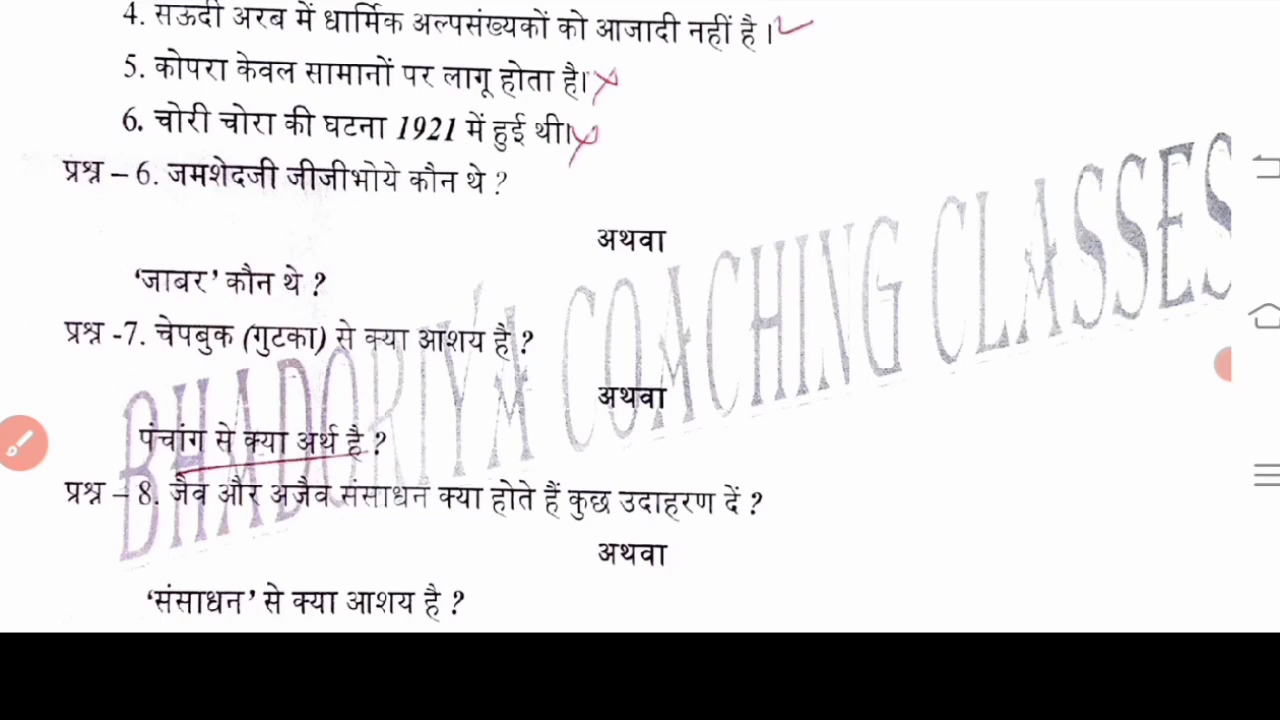 4. सऊदी अरब में धार्मिक अल्पसंख्यकों को आजादी नहीं है।
5. कोपरा केवल सामानों पर लागू होता है।
6. चोरी चोरा की घटना 1921 में हुई थी।
प्रश्न – 6. जमशेदजी जीजीभोये कौन थे ?
अथवा
‘जाबर’ कौन थे ?
प्रश्न -7. चेपबुक (गुटका) से क्या आशय है ?
अथवा
पंचांग से क्या अर्थ है ?
प्रश्न – 8. जैव और अजैव संसाधन क्या होते हैं कुछ उदाहरण दें ?
अथवा
‘संसाधन’ से क्या आशय है ?
BHADORIYA COACHING CLASSES